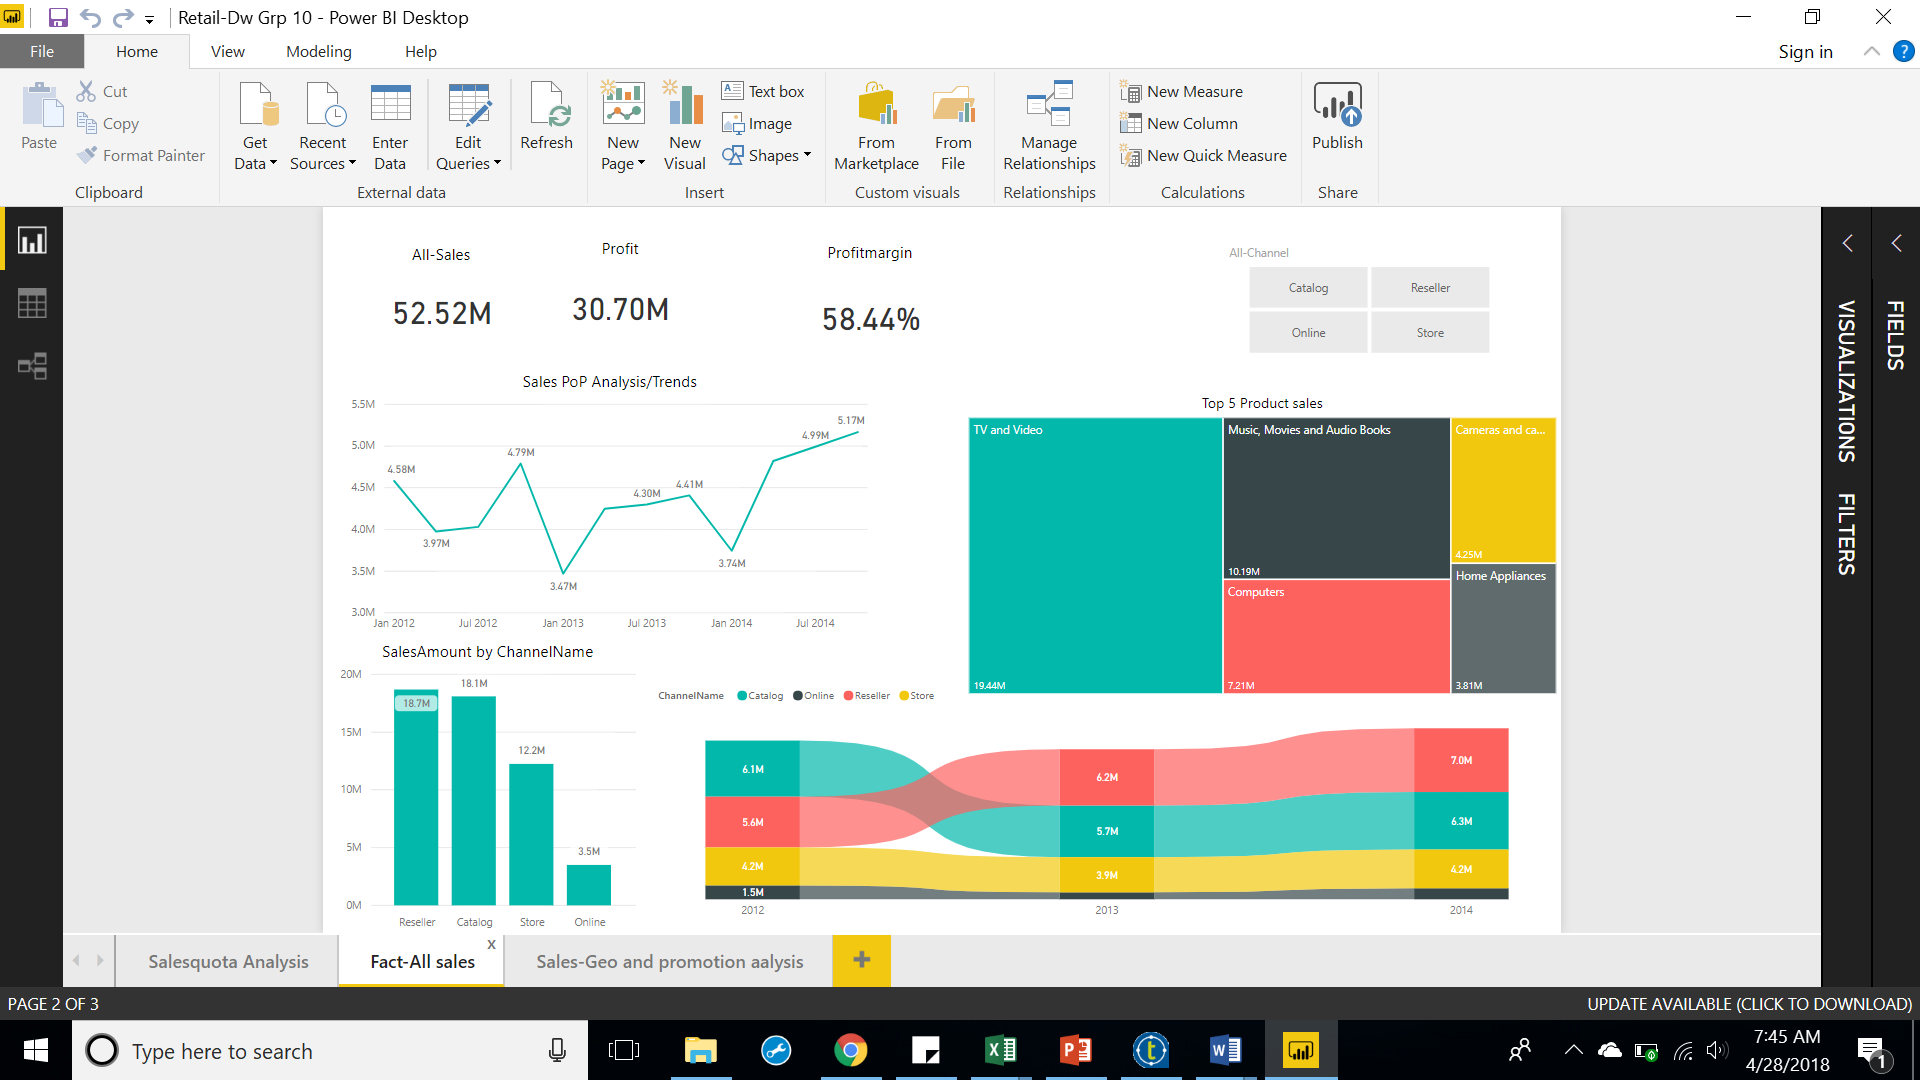 Retail-Dw Grp 10 - Power BI Desktop
File Home View Modeling Help Sign in ?
Paste
Cut
Copy
Format Painter
Get Data
Recent Sources
Enter Data
Edit Queries
Refresh
New Page
New Visual
Text box
Image
Shapes
From Marketplace
From File
Manage Relationships
New Measure
New Column
New Quick Measure
Publish
Clipboard External data Insert Custom visuals Relationships Calculations Share
All-Sales
52.52M
Profit
30.70M
Profitmargin
58.44%
All-Channel
Catalog Reseller
Online Store
VISUALIZATIONS
FILTERS
FIELDS
Sales PoP Analysis/Trends
5.5M
5.0M
4.5M
4.0M
3.5M
3.0M
4.58M
3.97M
4.79M
3.47M
4.30M
4.41M
3.74M
4.99M
5.17M
Jan 2012 Jul 2012 Jan 2013 Jul 2013 Jan 2014 Jul 2014
Top 5 Product sales
TV and Video
19.44M
Music, Movies and Audio Books
10.19M
Computers
7.21M
Cameras and ca...
4.25M
Home Appliances
3.81M
SalesAmount by ChannelName
20M
15M
10M
5M
0M
18.7M
18.1M
12.2M
3.5M
Reseller Catalog Store Online
ChannelName Catalog Online Reseller Store
6.1M
5.6M
4.2M
1.5M
6.2M
5.7M
3.9M
7.0M
6.3M
4.2M
2012 2013 2014
Salesquota Analysis Fact-All sales x Sales-Geo and promotion aalysis +
PAGE 2 OF 3 UPDATE AVAILABLE (CLICK TO DOWNLOAD)
Type here to search
7:45 AM
4/28/2018
1